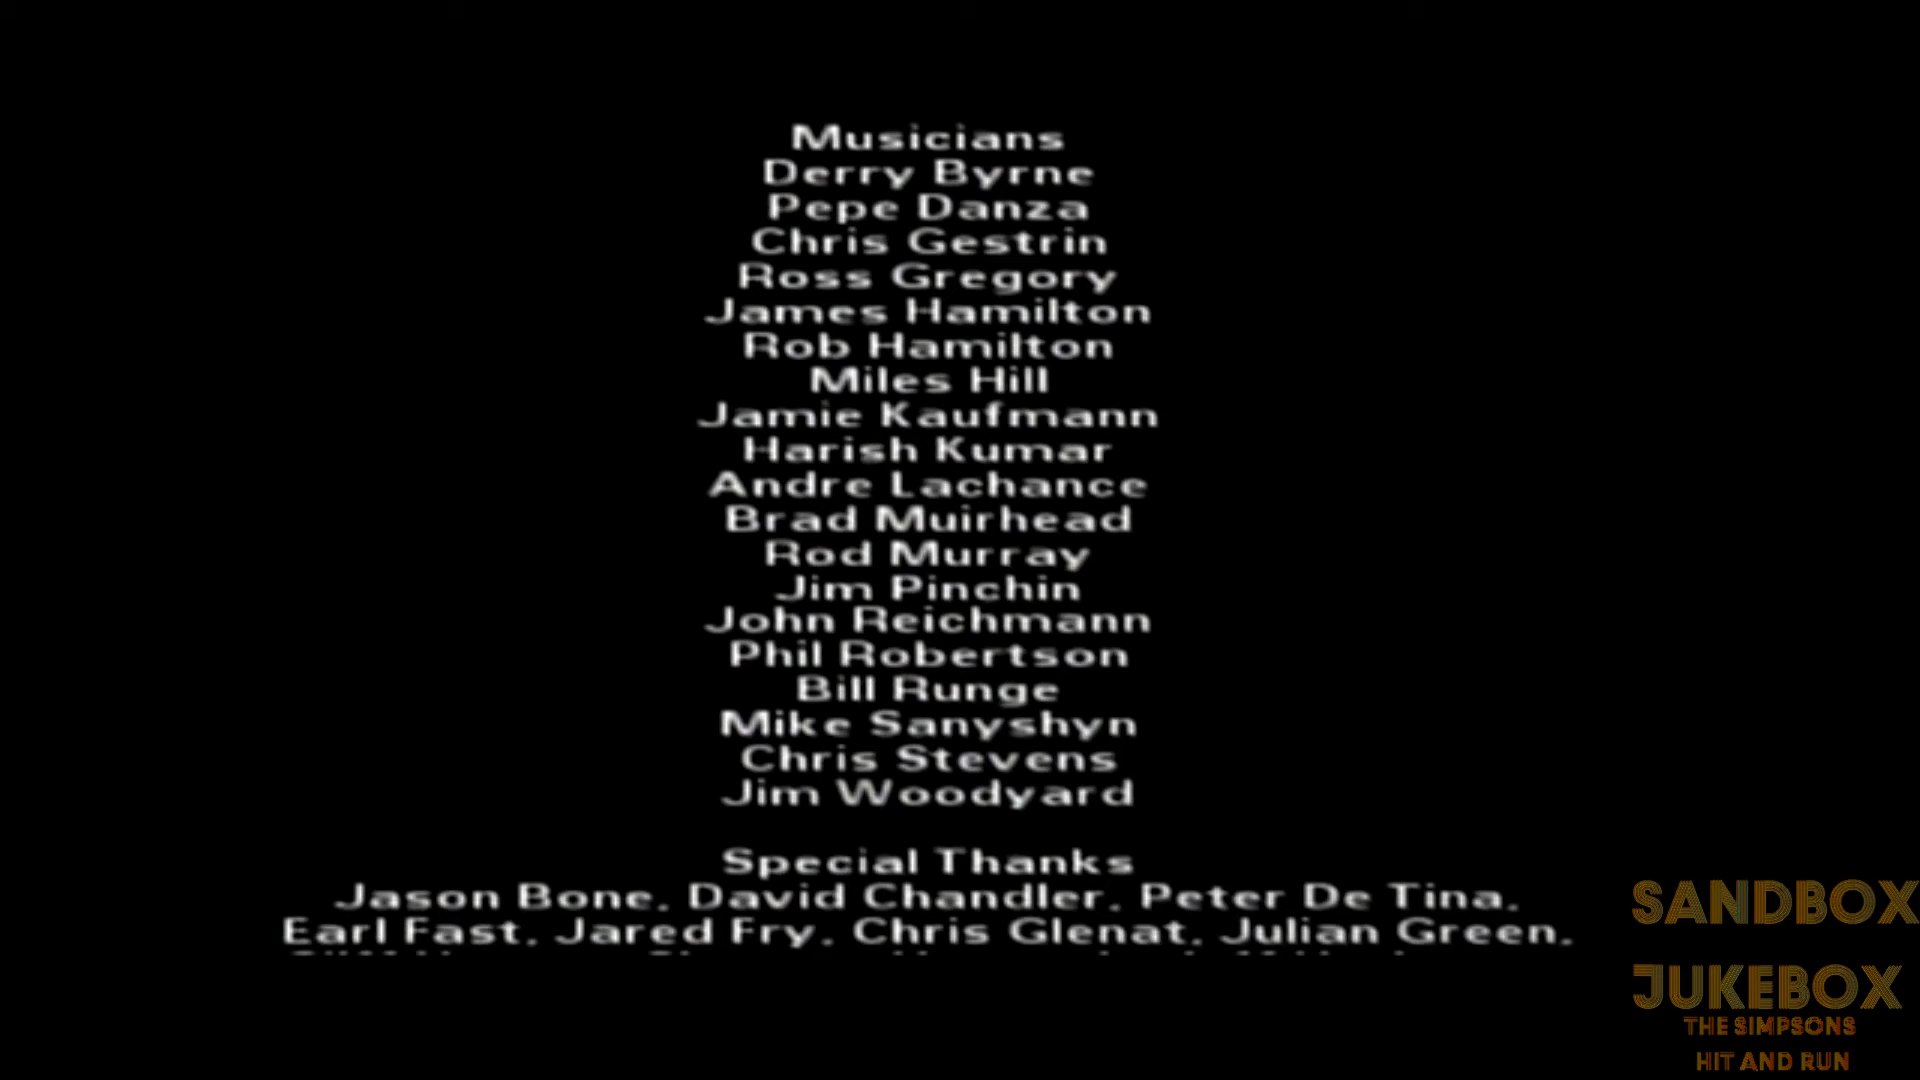 Musicians
Derry Byrne
Pepe Danza
Chris Gestrin
Ross Gregory
James Hamilton
Rob Hamilton
Miles Hill
Jamie Kaufmann
Harish Kumar
Andre Lachance
Brad Muirhead
Rod Murray
Jim Pinchin
John Reichmann
Phil Robertson
Bill Runge
Mike Sanyshyn
Chris Stevens
Jim Woodyard
Special Thanks
Jason Bone, David Chandler, Peter De Tina,
Earl Fast, Jared Fry, Chris Glenat, Julian Green,
SANDBOX
JUKEBOX
THE SIMPSONS
HIT AND RUN